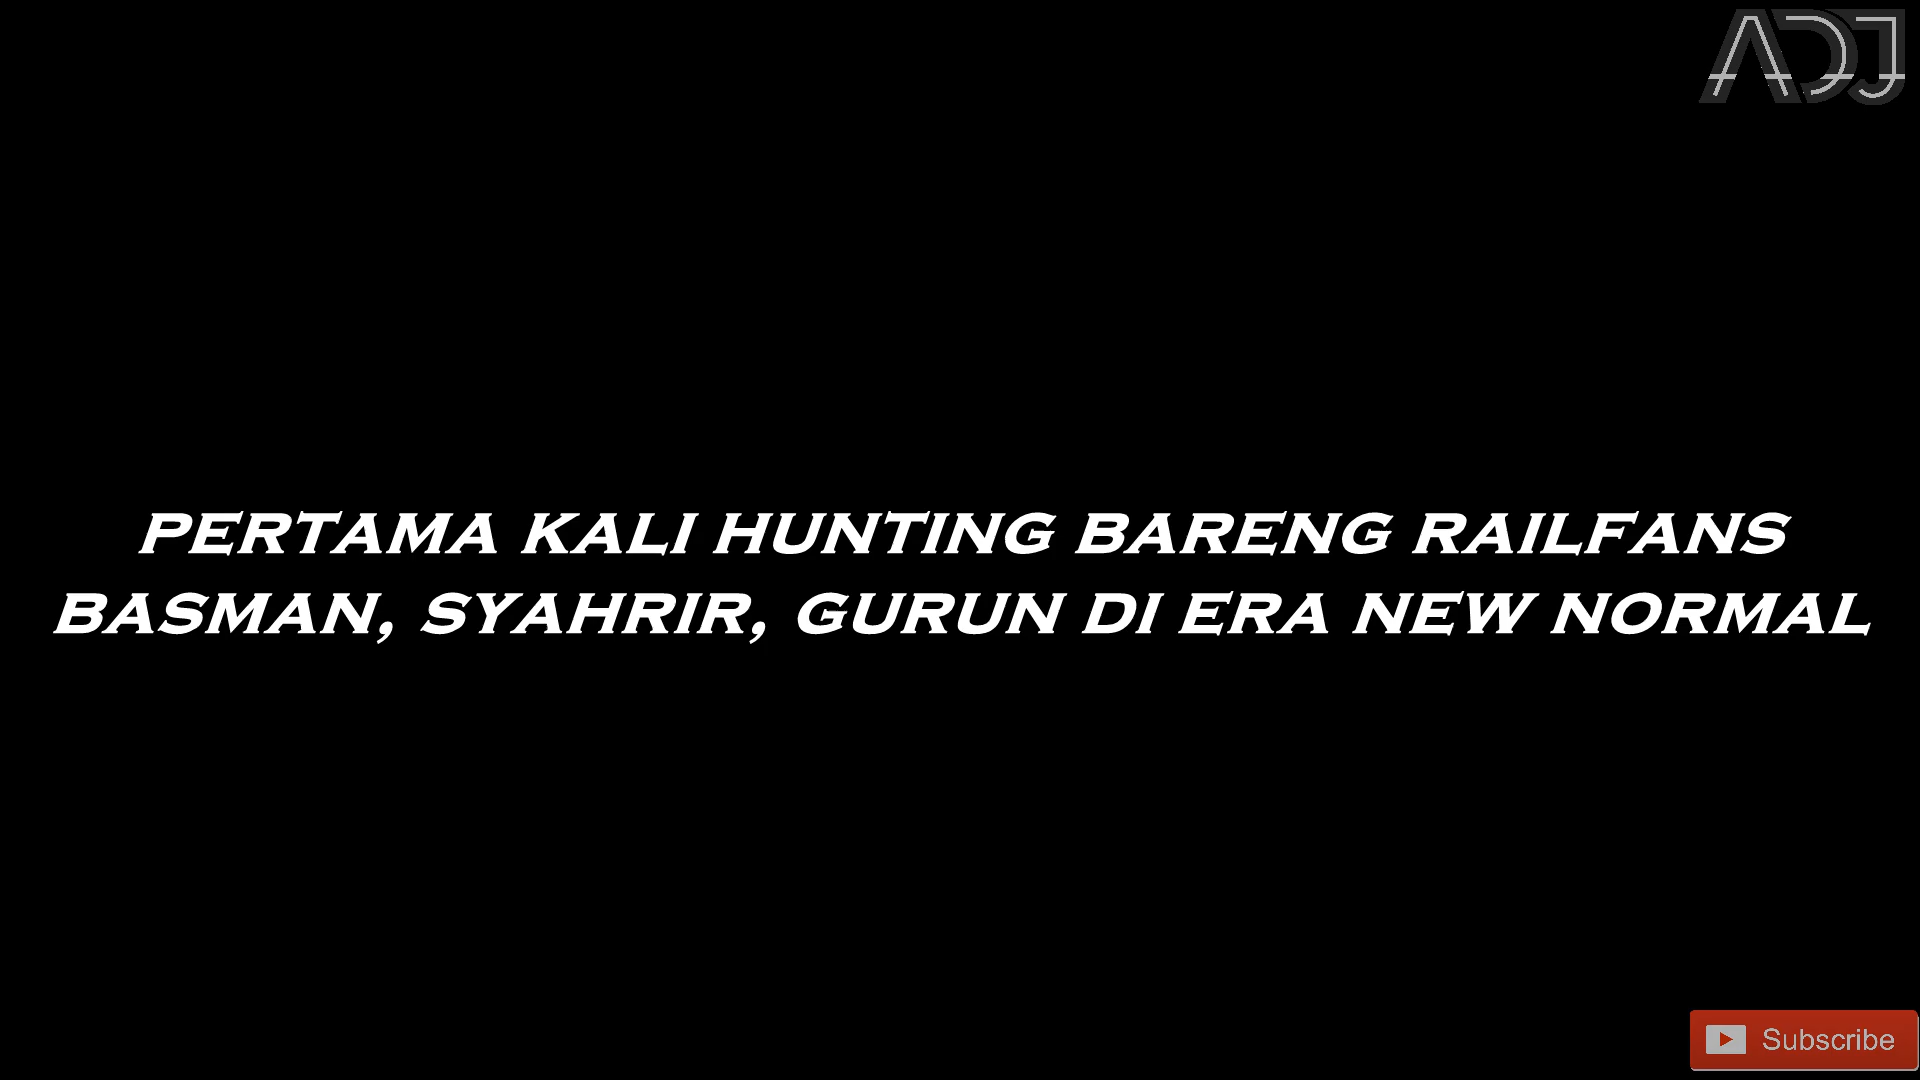 ADJ
PERTAMA KALI HUNTING BARENG RAILFANS
BASMAN, SYAHRIR, GURUN DI ERA NEW NORMAL
Subscribe